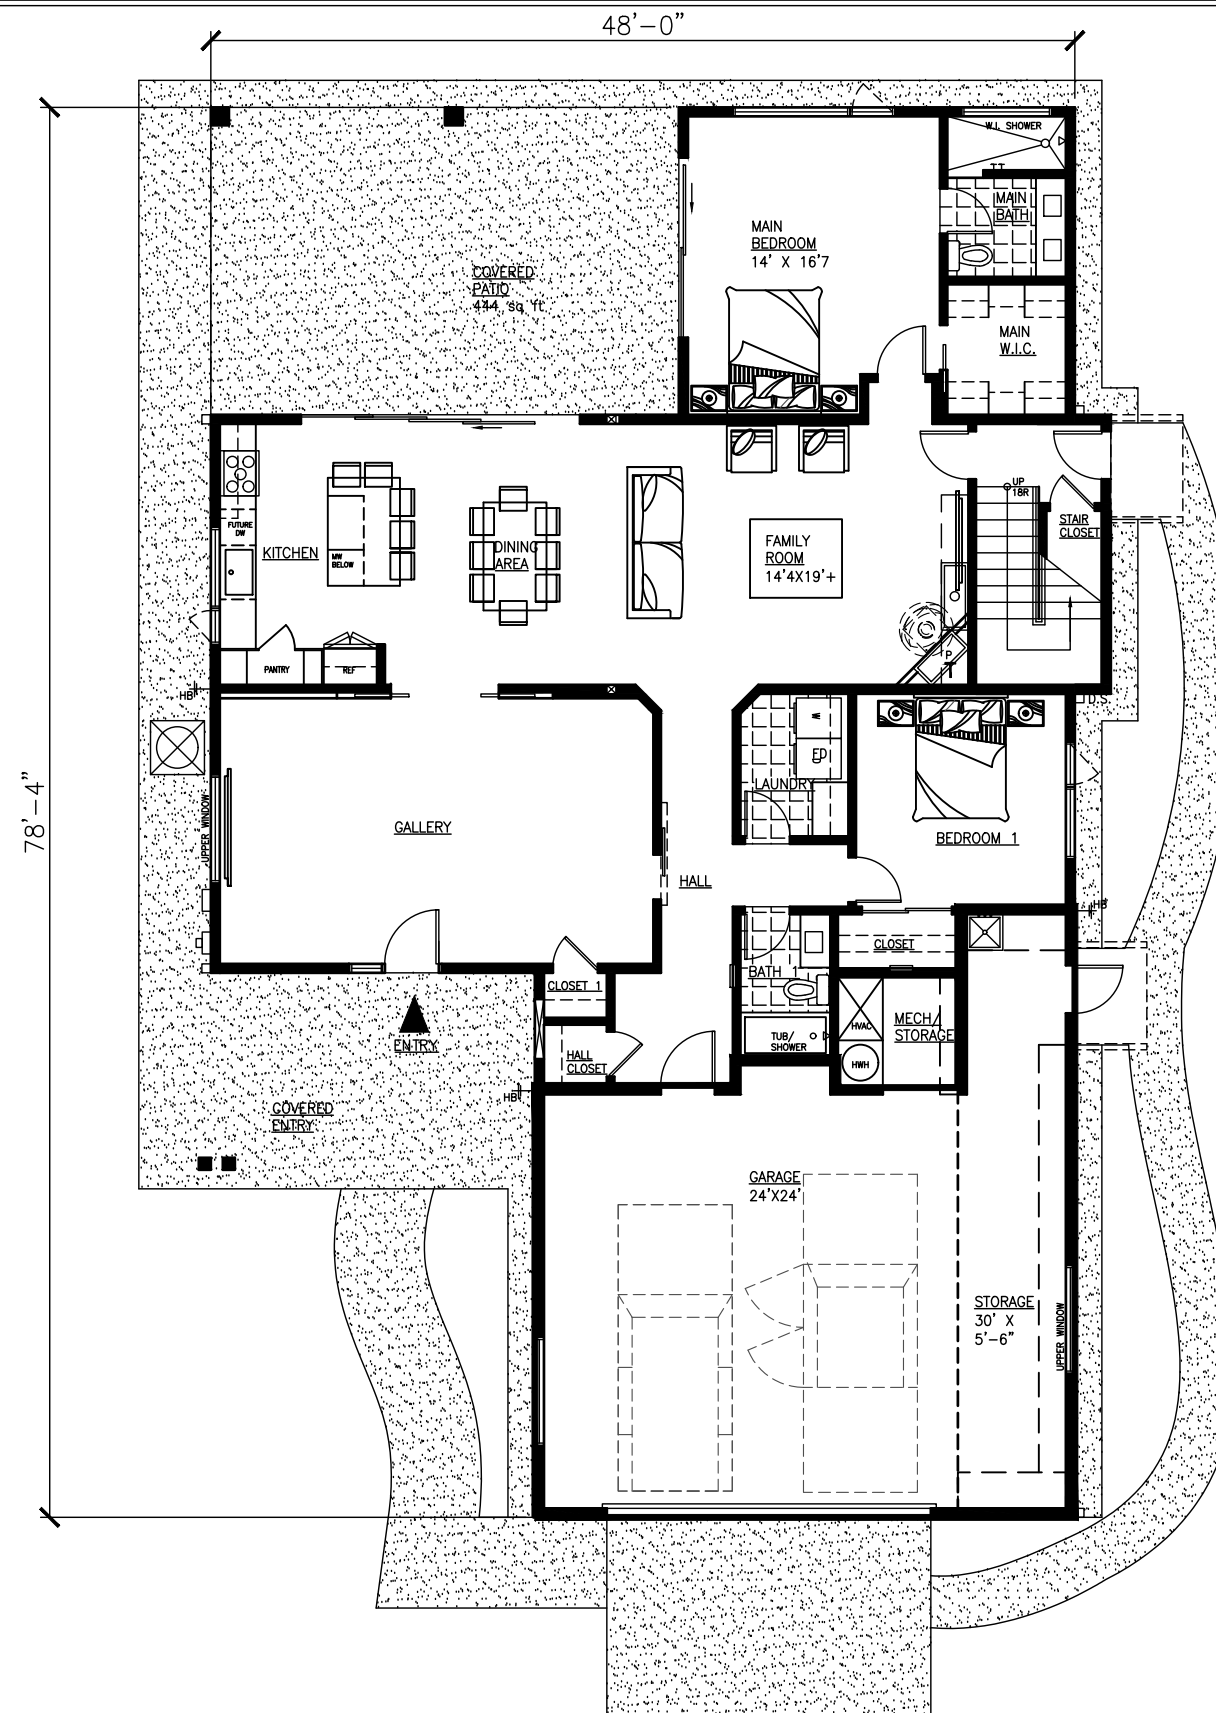 48'-0"
W.I. SHOWER
MAIN
BATH
MAIN
BEDROOM
14' X 16'7
COVERED
PATIO
444 sq ft
MAIN
W.I.C.
UP
18R
STAIR
CLOSET
FUTURE
DW
KITCHEN
MW
BELOW
DINING
AREA
FAMILY
ROOM
14'4X19'+
PANTRY
REF
P
T
HB
D.S.
W
FD
D
LAUNDRY
78'-4"
UPPER WINDOW
GALLERY
BEDROOM 1
HALL
HB
CLOSET
BATH 1
CLOSET 1
MECH/
STORAGE
HVAC
ENTRY
TUB/
SHOWER
HALL
CLOSET
HWH
HB
COVERED
ENTRY
GARAGE
24'X24'
STORAGE
30' X
5'-6"
UPPER WINDOW